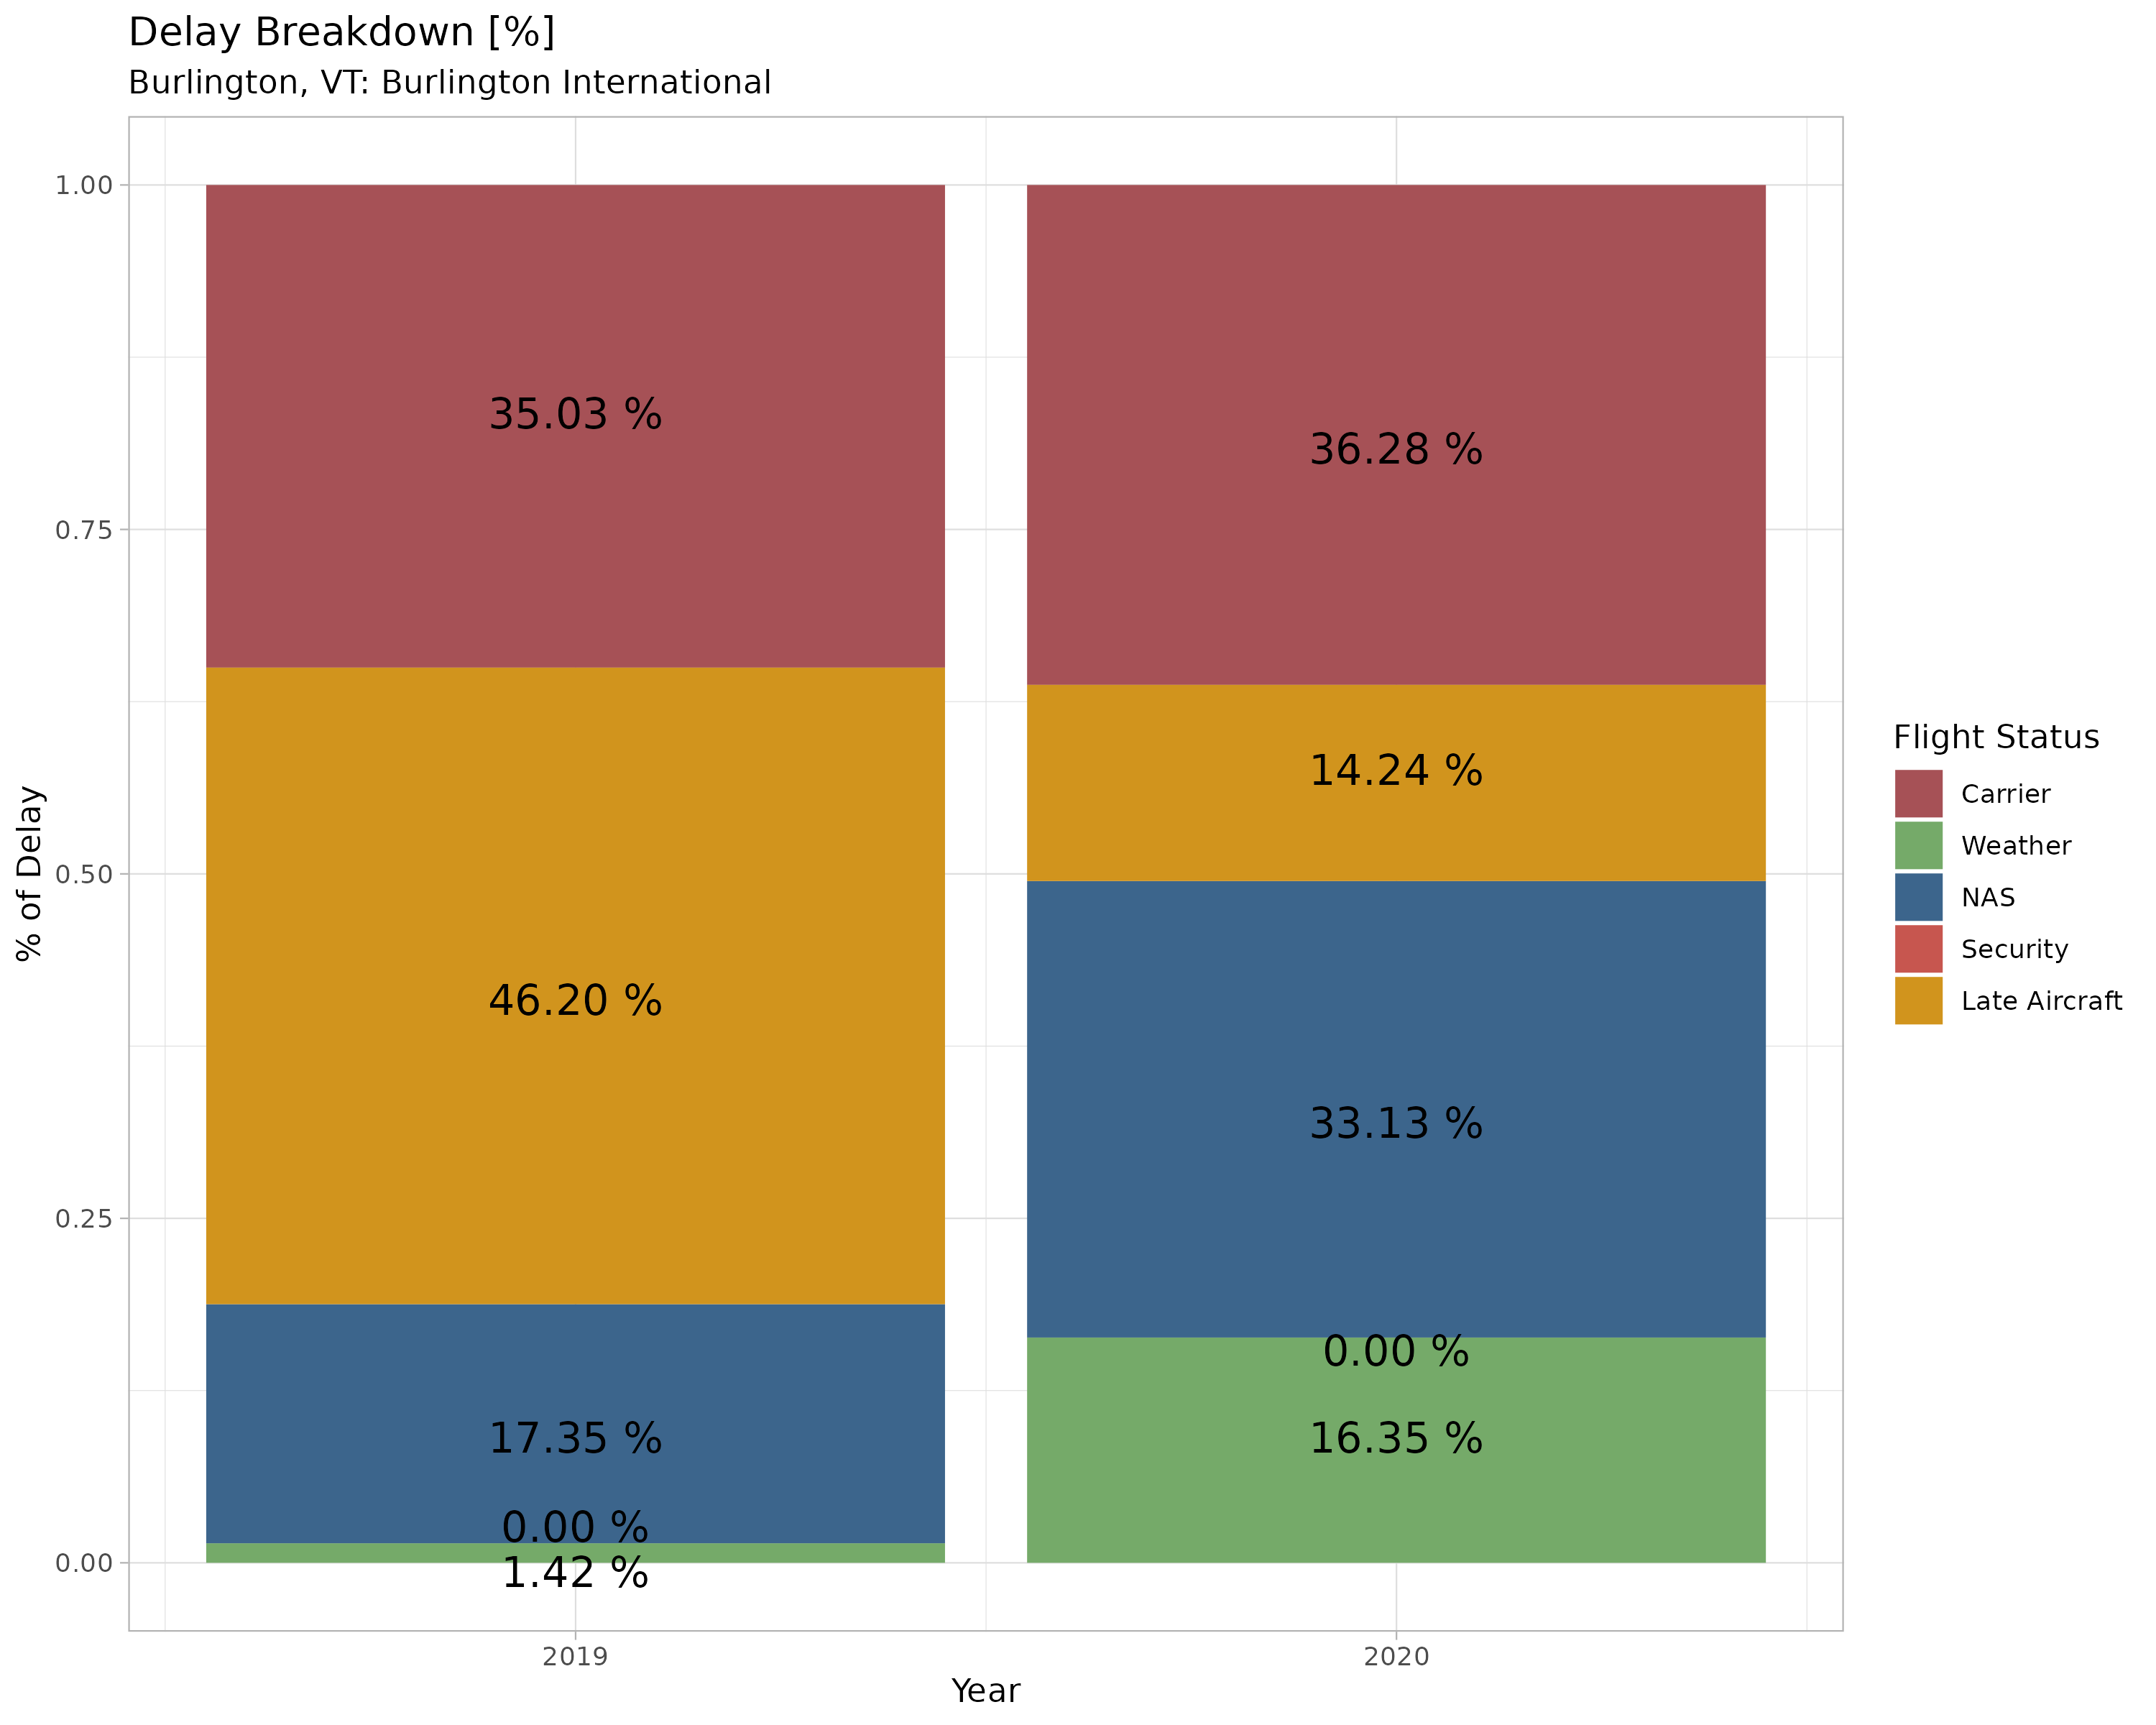 Delay Breakdown [%]
Burlington, VT: Burlington International
% of Delay
1.00
0.75
0.50
0.25
0.00
35.03 %
46.20 %
17.35 %
0.00 %
1.42 %
36.28 %
14.24 %
33.13 %
0.00 %
16.35 %
2019
2020
Year
Flight Status
Carrier
Weather
NAS
Security
Late Aircraft